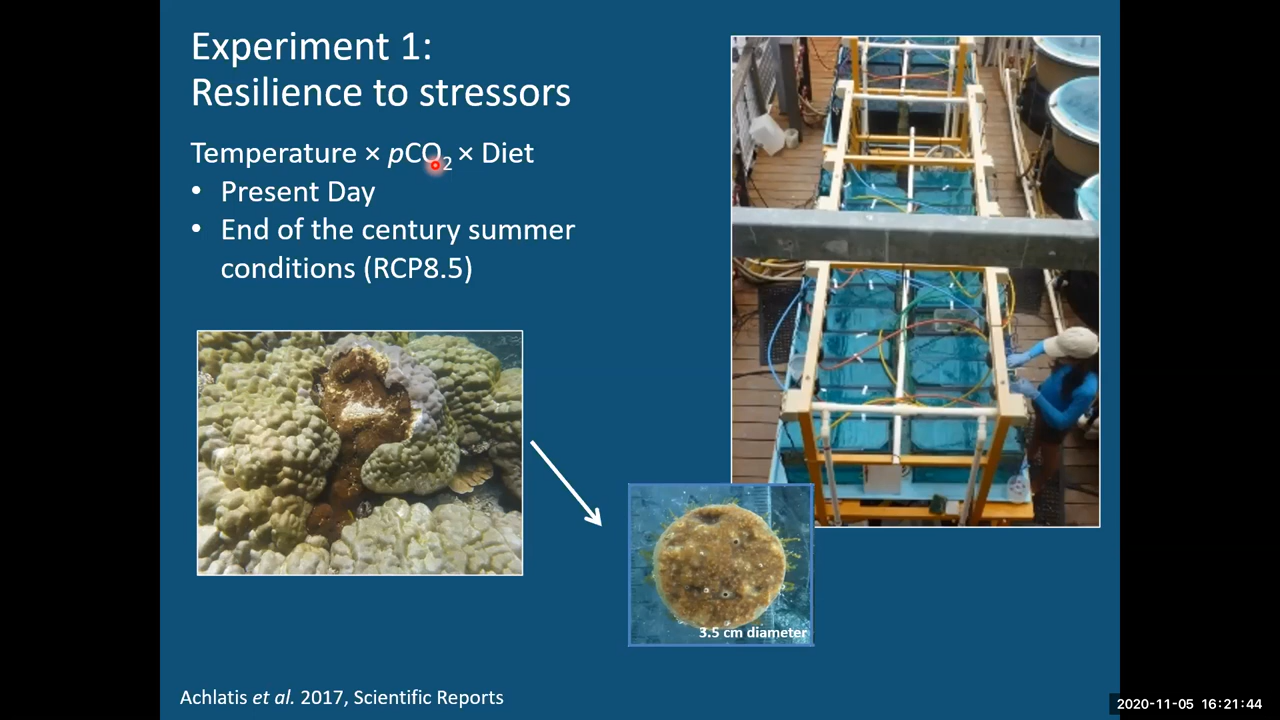 Experiment 1:
Resilience to stressors
Temperature × pCO₂ × Diet
• Present Day
• End of the century summer
conditions (RCP8.5)
3.5 cm diameter
Achlatis et al. 2017, Scientific Reports
2020-11-05 16:21:44